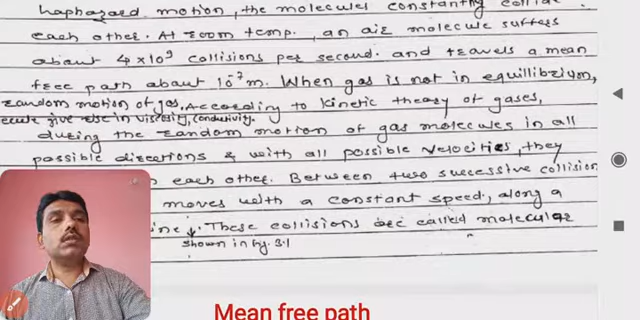 haphazard motion, the molecules constantly collide
each other. At room temp., an air molecule suffers
about 4×10⁹ collisions per second. and travels a mean
free path about 10⁻⁷m. When gas is not in equilibrium,
random motion of gas. According to kinetic theory of gases,
give rise in viscosity, conductivity.
during the random motion of gas molecules in all
possible directions & with all possible velocities, they
each other. Between two successive collision
moves with a constant speed, along a
These collisions are called molecular
shown in fig. 3.1
Mean free path